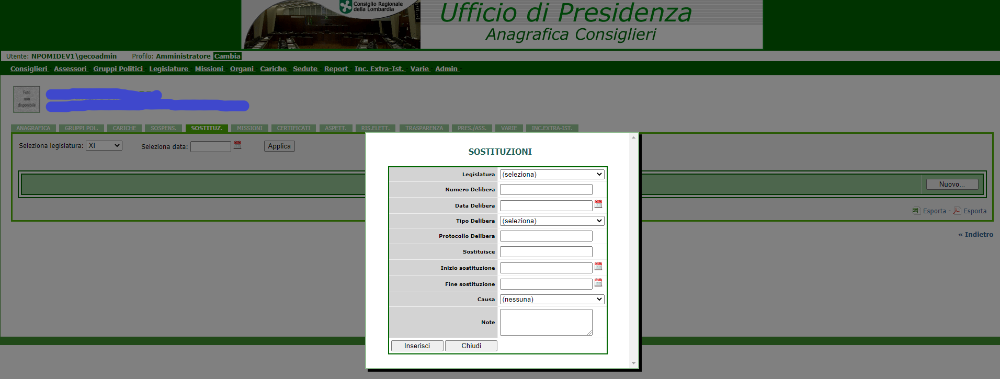 Consiglio Regionale
della Lombardia
Ufficio di Presidenza
Anagrafica Consiglieri
Utente: NPOMIDEV1\gecoadmin Profilo: Amministratore Cambia
Consiglieri Assessori Gruppi Politici Legislature Missioni Organi Cariche Sedute Report Inc. Extra-Ist. Varie Admin
Foto
non
disponibile
ANAGRAFICA GRUPPI POL. CARICHE SOSPENS. SOSTITUZ. MISSIONI CERTIFICATI ASPETT. RIS.ELETT. TRASPARENZA PRES./ASS. VARIE INC.EXTRA-IST.
Seleziona legislatura: XI Seleziona data: Applica
Nuovo...
Esporta - Esporta
« Indietro
SOSTITUZIONI
Legislatura (seleziona)
Numero Delibera
Data Delibera
Tipo Delibera (seleziona)
Protocollo Delibera
Sostituisce
Inizio sostituzione
Fine sostituzione
Causa (nessuna)
Note
Inserisci Chiudi